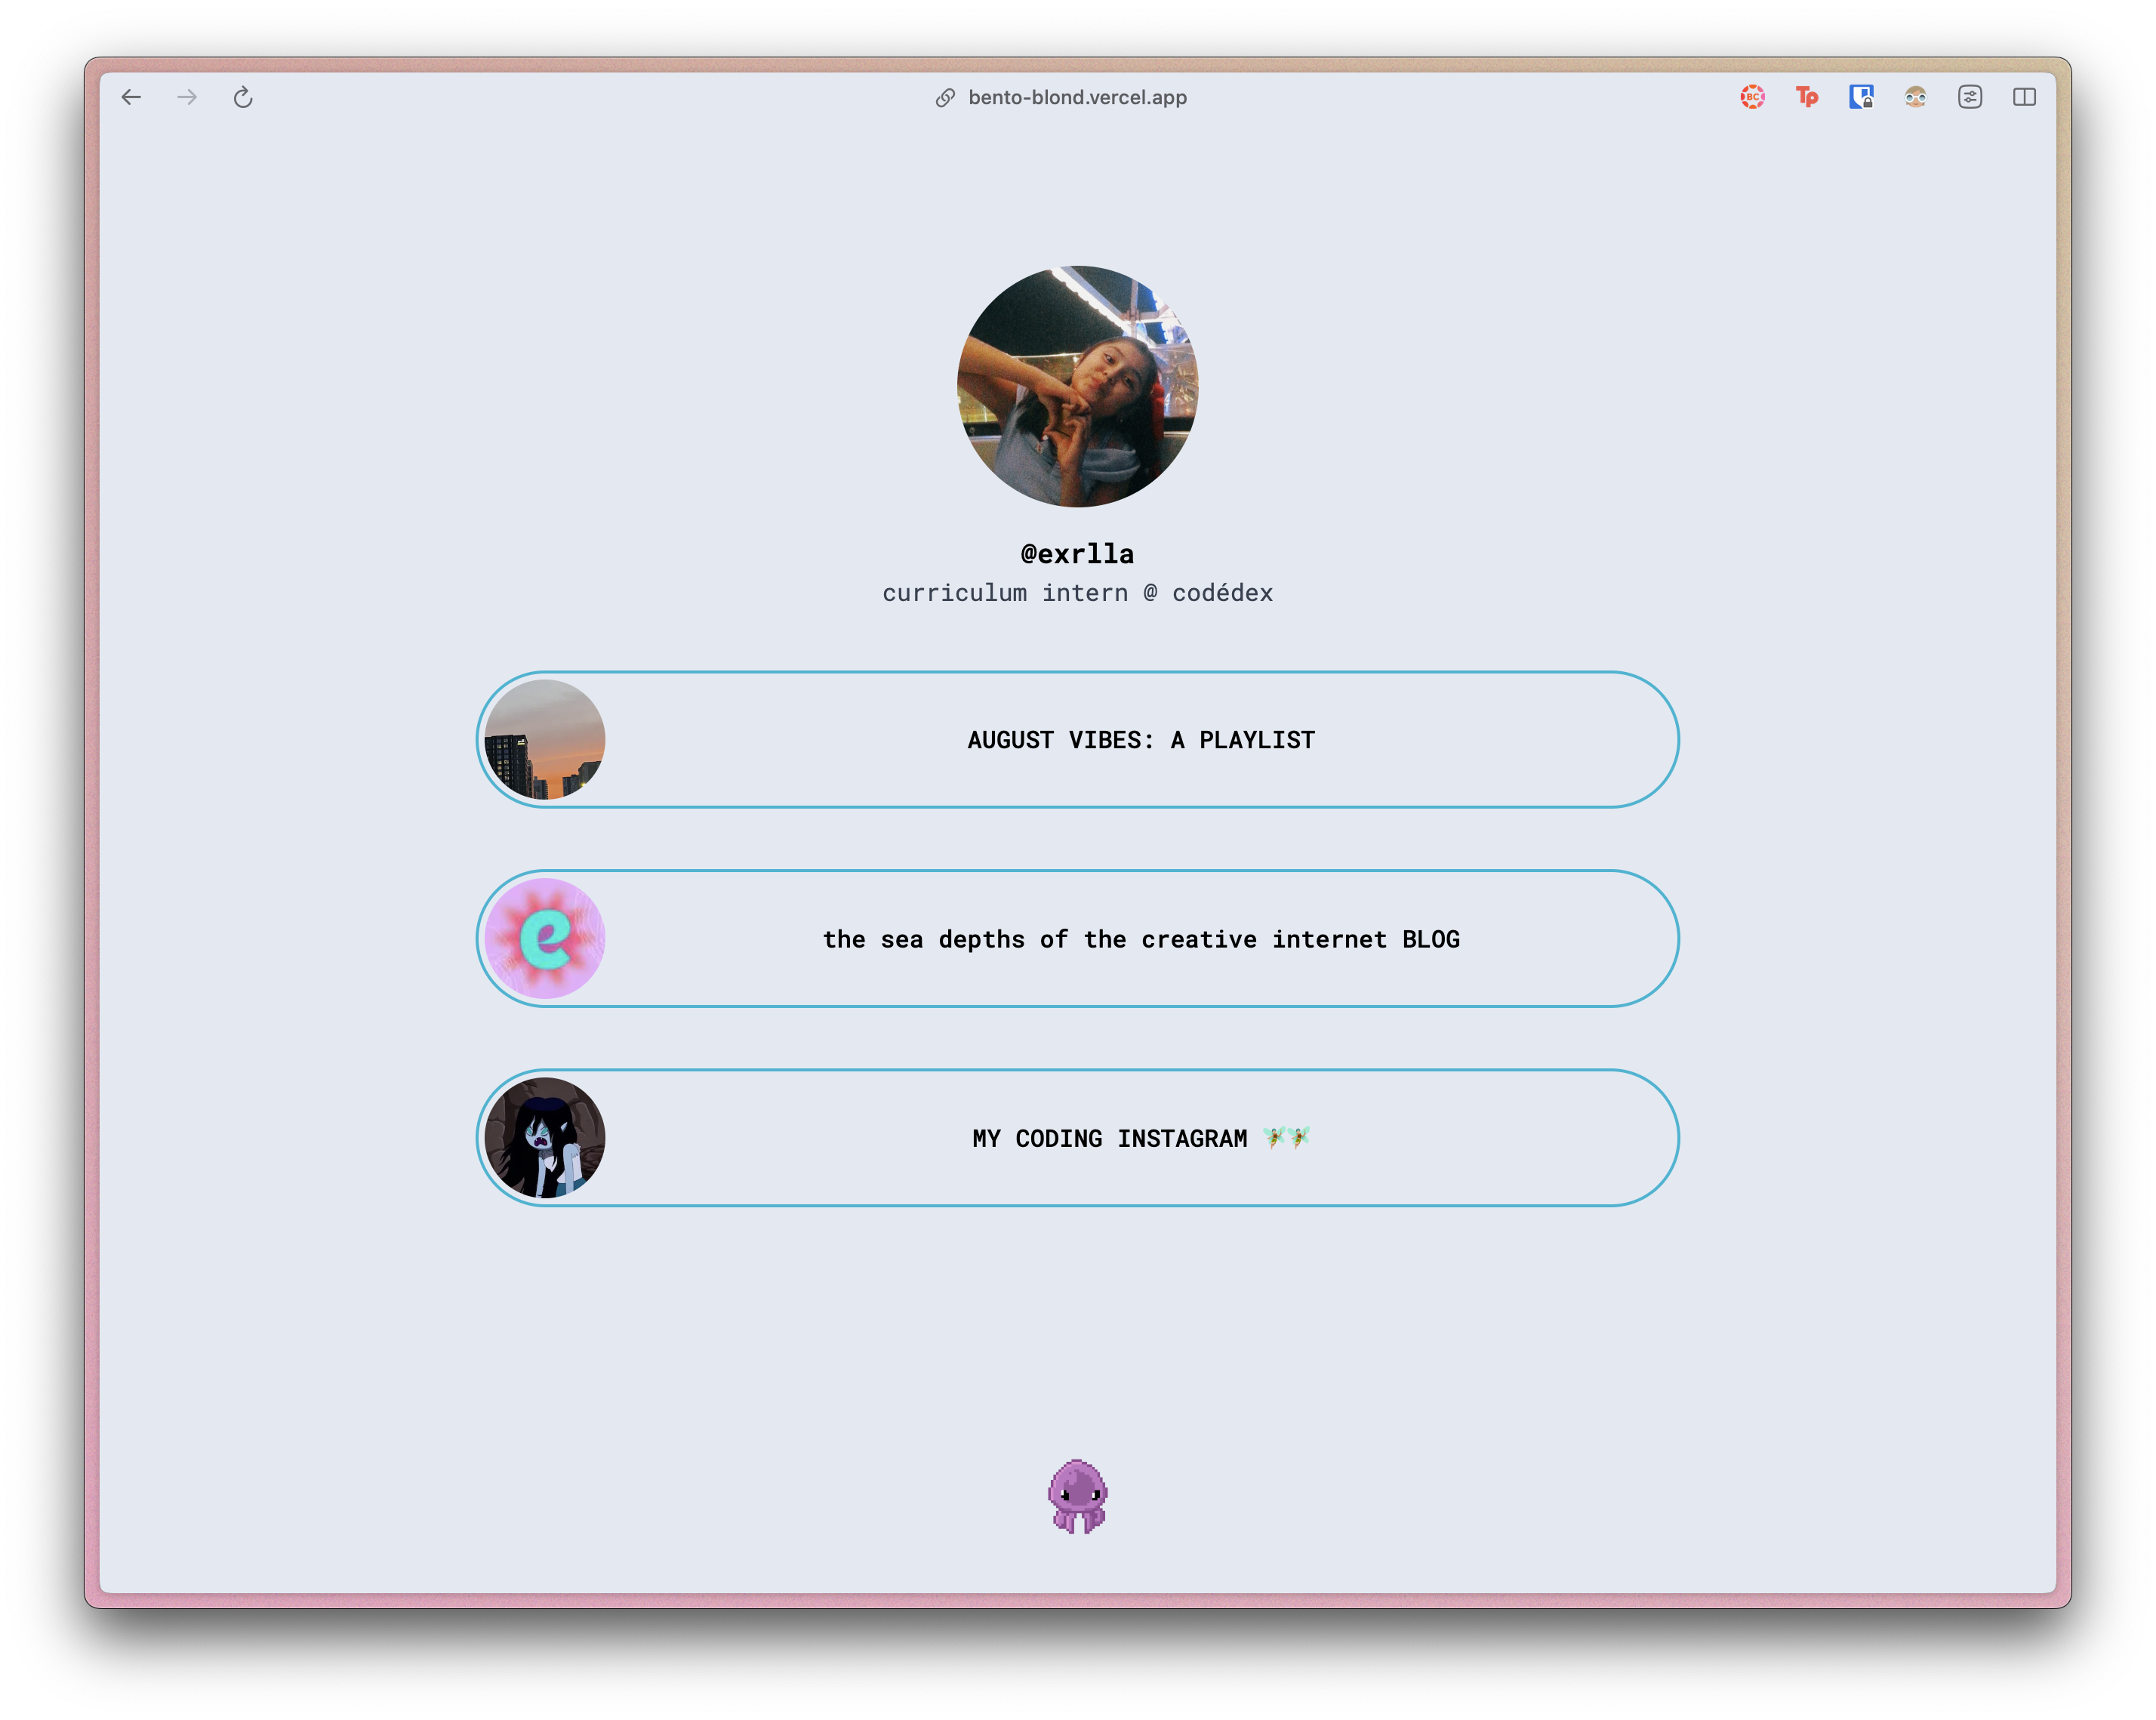 bento-blond.vercel.app
BC
Tp
@exrlla
curriculum intern @ codédex
AUGUST VIBES: A PLAYLIST
e
the sea depths of the creative internet BLOG
MY CODING INSTAGRAM 🧚🧚